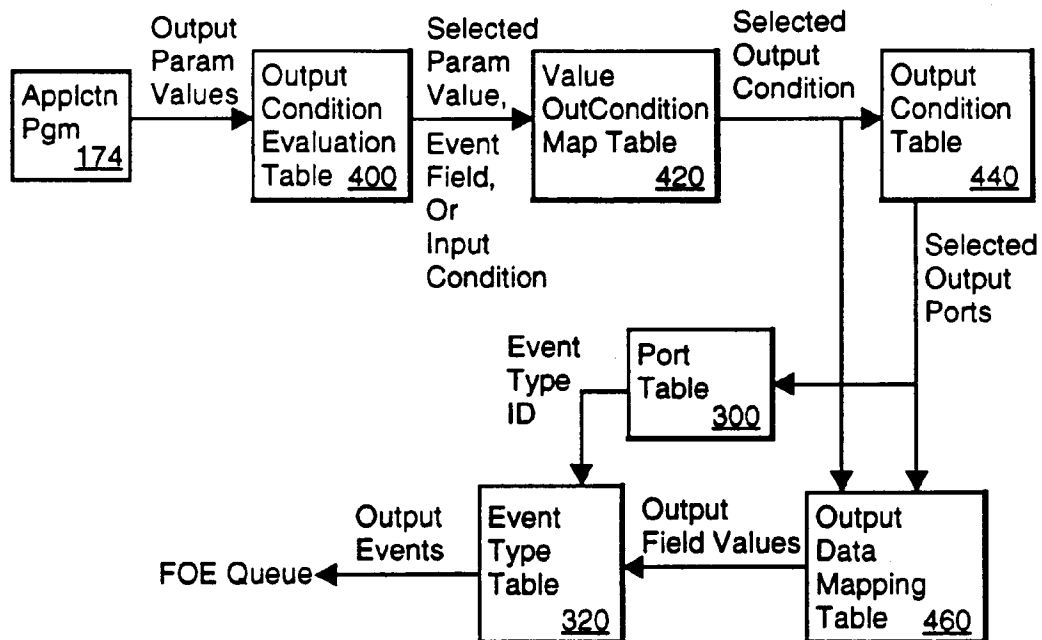 Output
Param
Values
Selected
Param
Value,
Event
Field,
Or
Input
Condition
Selected
Output
Condition
Applctn
Pgm
174
Output
Condition
Evaluation
Table 400
Value
OutCondition
Map Table
420
Output
Condition
Table
440
Selected
Output
Ports
Event
Type
ID
Port
Table
300
Output
Events
FOE Queue
Event
Type
Table
320
Output
Field Values
Output
Data
Mapping
Table 460